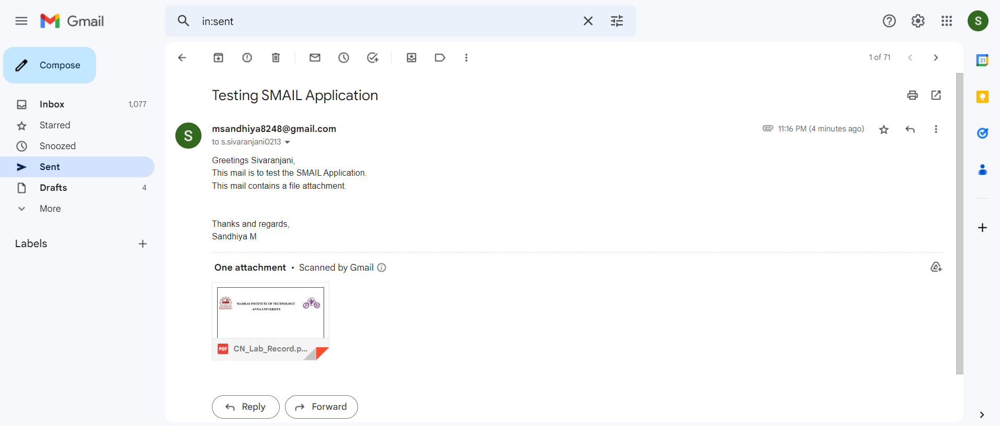 Gmail
in:sent
S
Compose
Inbox 1,077
Starred
Snoozed
Sent
Drafts 4
More
Labels
1 of 71
31
Testing SMAIL Application
S
msandhiya8248@gmail.com
11:16 PM (4 minutes ago)
to s.sivaranjani0213
Greetings Sivaranjani,
This mail is to test the SMAIL Application.
This mail contains a file attachment.
Thanks and regards,
Sandhiya M
One attachment • Scanned by Gmail
MADRAS INSTITUTE OF TECHNOLOGY
ANNA UNIVERSITY
PDF CN_Lab_Record.p...
Reply
Forward